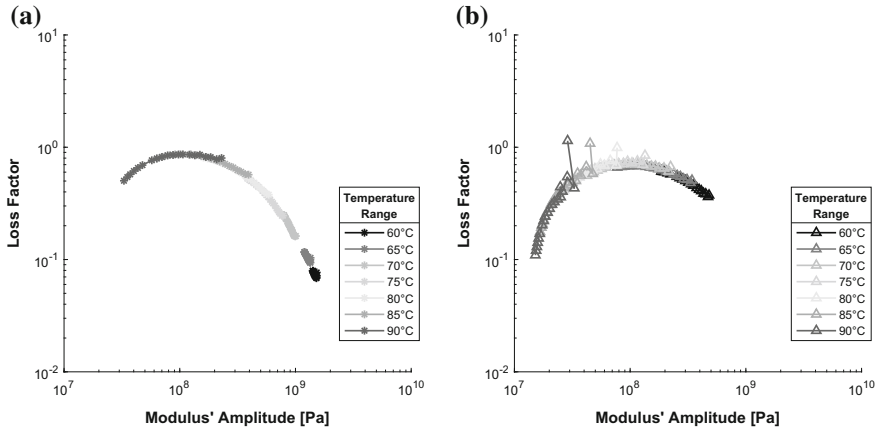 (a)
10^1
10^0
10^-1
10^-2
Loss Factor
Temperature
Range
60°C
65°C
70°C
75°C
80°C
85°C
90°C
10^7
10^8
10^9
10^10
Modulus' Amplitude [Pa]
(b)
10^1
10^0
10^-1
10^-2
Loss Factor
Temperature
Range
60°C
65°C
70°C
75°C
80°C
85°C
90°C
10^7
10^8
10^9
10^10
Modulus' Amplitude [Pa]